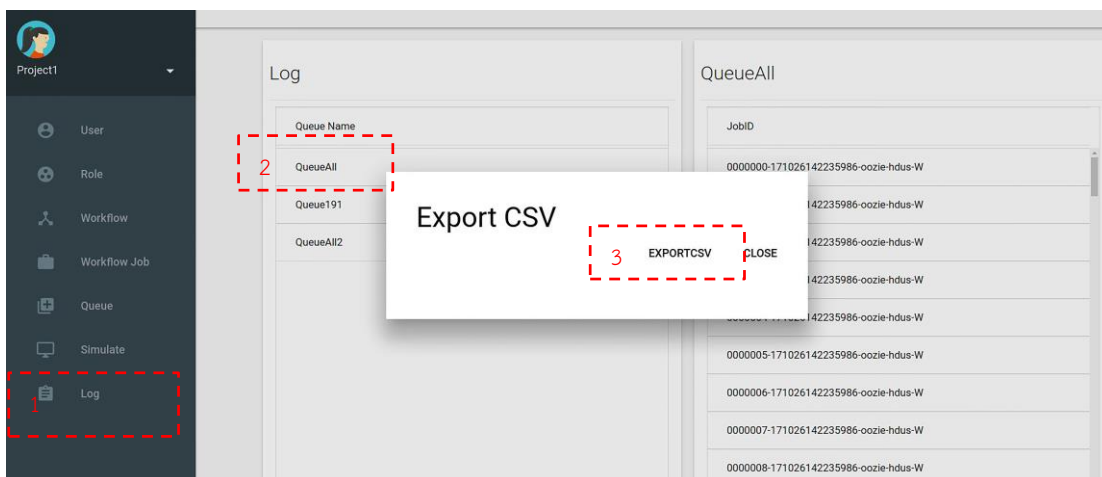 Project1
User
Role
Workflow
Workflow Job
Queue
Simulate
1
Log
Log
Queue Name
2
QueueAll
Queue191
QueueAll2
Export CSV
3
EXPORTCSV
CLOSE
QueueAll
JobID
0000000-171026142235986-oozie-hdus-W
142235986-oozie-hdus-W
142235986-oozie-hdus-W
142235986-oozie-hdus-W
142235986-oozie-hdus-W
0000005-171026142235986-oozie-hdus-W
0000006-171026142235986-oozie-hdus-W
0000007-171026142235986-oozie-hdus-W
0000008-171026142235986-oozie-hdus-W